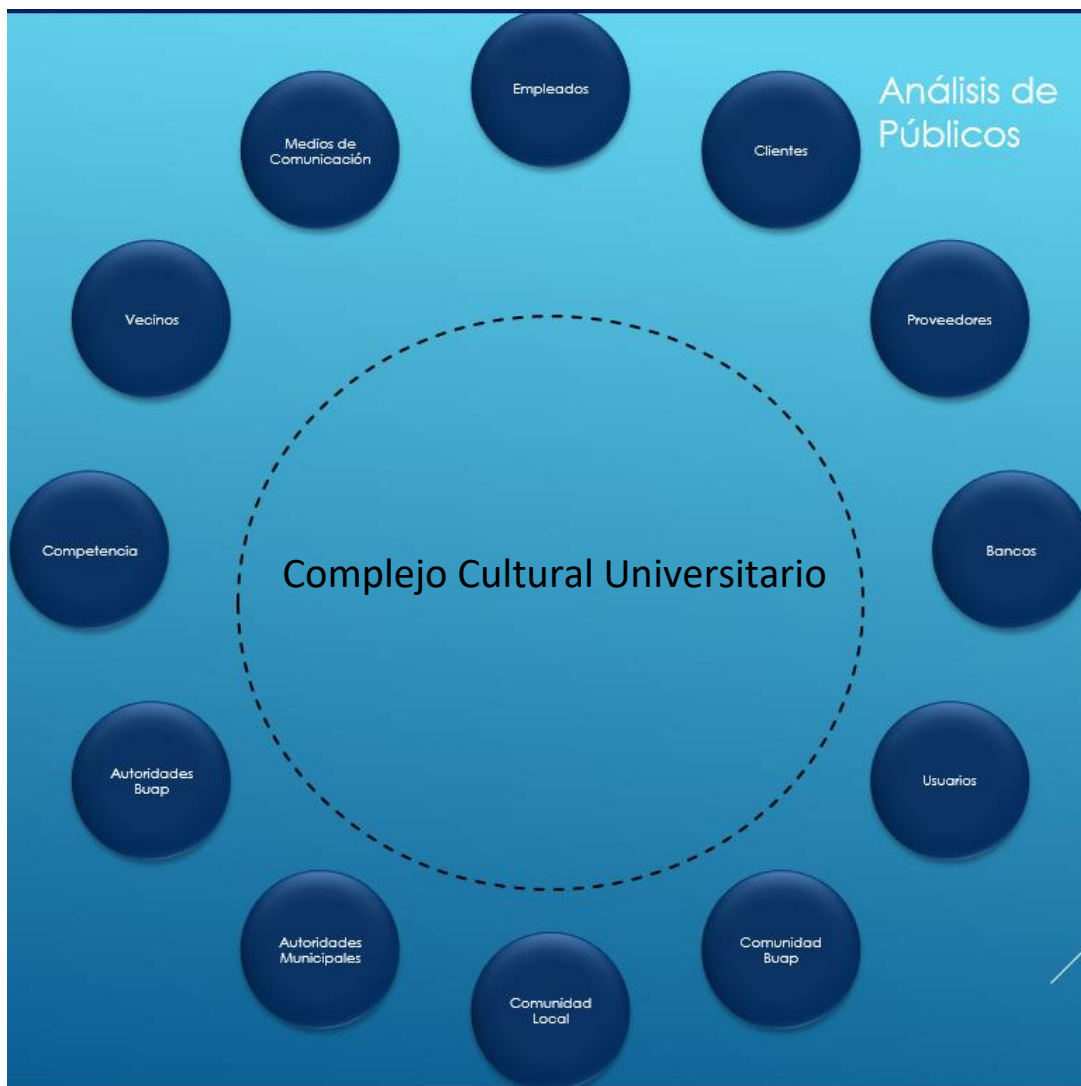 Análisis de
Públicos
Empleados
Clientes
Proveedores
Bancos
Usuarios
Comunidad
Buap
Comunidad
Local
Autoridades
Municipales
Autoridades
Buap
Competencia
Vecinos
Medios de
Comunicación
Complejo Cultural Universitario